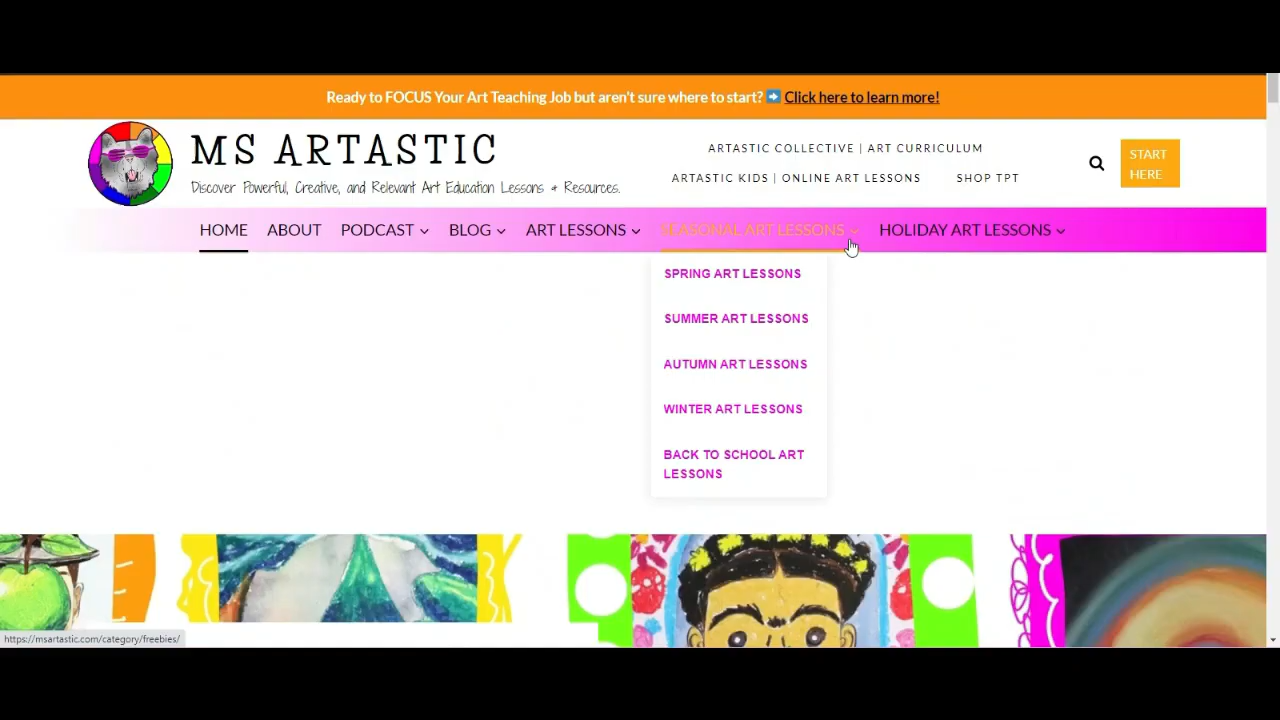 Ready to FOCUS Your Art Teaching Job but aren't sure where to start? ➡ Click here to learn more!
MS ARTASTIC
Discover Powerful, Creative, and Relevant Art Education Lessons & Resources.
ARTASTIC COLLECTIVE | ART CURRICULUM
ARTASTIC KIDS | ONLINE ART LESSONS SHOP TPT
START
HERE
HOME ABOUT PODCAST BLOG ART LESSONS SEASONAL ART LESSONS HOLIDAY ART LESSONS
SPRING ART LESSONS
SUMMER ART LESSONS
AUTUMN ART LESSONS
WINTER ART LESSONS
BACK TO SCHOOL ART
LESSONS
https://msartastic.com/category/freebies/